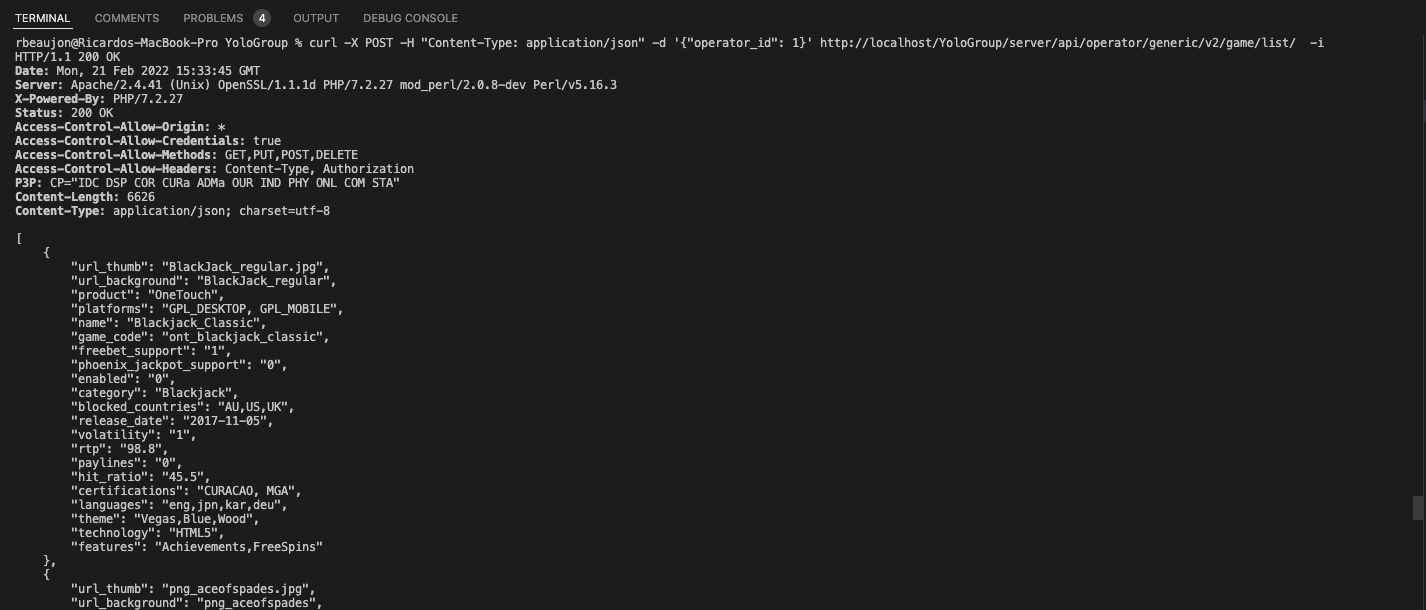 TERMINAL COMMENTS PROBLEMS 4 OUTPUT DEBUG CONSOLE
rbeaujon@Ricardos-MacBook-Pro YoloGroup % curl -X POST -H "Content-Type: application/json" -d '{"operator_id": 1}' http://localhost/YoloGroup/server/api/operator/generic/v2/game/list/ -i
HTTP/1.1 200 OK
Date: Mon, 21 Feb 2022 15:33:45 GMT
Server: Apache/2.4.41 (Unix) OpenSSL/1.1.1d PHP/7.2.27 mod_perl/2.0.8-dev Perl/v5.16.3
X-Powered-By: PHP/7.2.27
Status: 200 OK
Access-Control-Allow-Origin: *
Access-Control-Allow-Credentials: true
Access-Control-Allow-Methods: GET,PUT,POST,DELETE
Access-Control-Allow-Headers: Content-Type, Authorization
P3P: CP="IDC DSP COR CURa ADMa OUR IND PHY ONL COM STA"
Content-Length: 6626
Content-Type: application/json; charset=utf-8
[
{
"url_thumb": "BlackJack_regular.jpg",
"url_background": "BlackJack_regular",
"product": "OneTouch",
"platforms": "GPL_DESKTOP, GPL_MOBILE",
"name": "Blackjack_Classic",
"game_code": "ont_blackjack_classic",
"freebet_support": "1",
"phoenix_jackpot_support": "0",
"enabled": "0",
"category": "Blackjack",
"blocked_countries": "AU,US,UK",
"release_date": "2017-11-05",
"volatility": "1",
"rtp": "98.8",
"paylines": "0",
"hit_ratio": "45.5",
"certifications": "CURACAO, MGA",
"languages": "eng,jpn,kar,deu",
"theme": "Vegas,Blue,Wood",
"technology": "HTML5",
"features": "Achievements,FreeSpins"
},
{
"url_thumb": "png_aceofspades.jpg",
"url_background": "png_aceofspades",